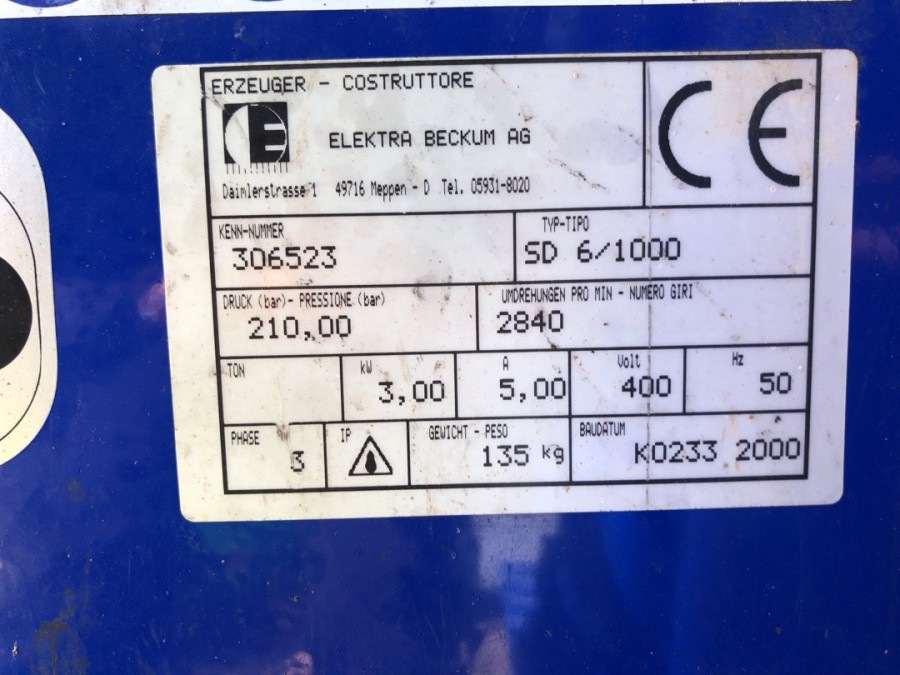 ERZEUGER - COSTRUTTORE
ELEKTRA BECKUM AG
Daimlerstrasse 1 49716 Meppen - D Tel. 05931-8020
CE
KENN-NUMMER
306523
TYP-TIPO
SD 6/1000
DRUCK (bar)- PRESSIONE (bar)
210,00
UMDREHUNGEN PRO MIN - NUMERO GIRI
2840
TON
kW
3,00
A
5,00
Volt
400
Hz
50
PHASE
3
IP
GEWICHT - PESO
135 kg
BAUDATUM
K0233 2000